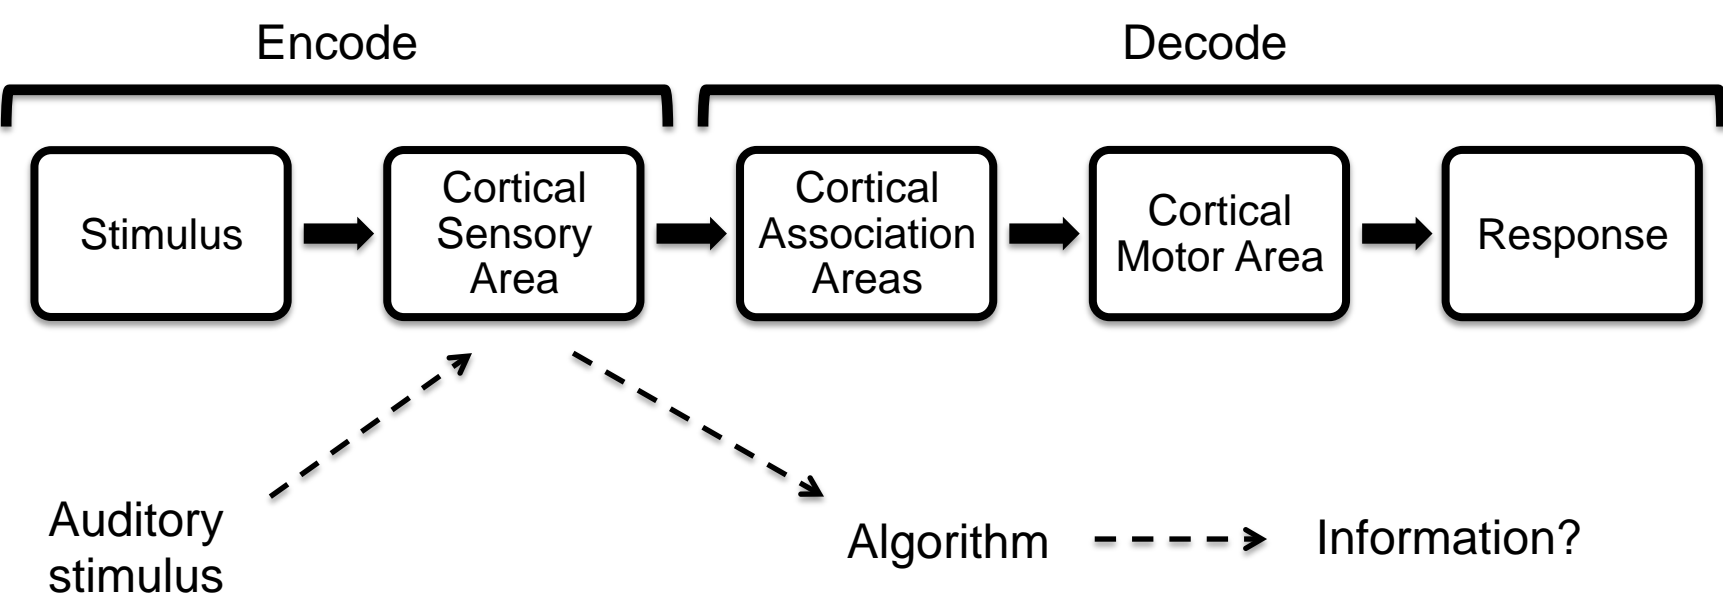 Encode
Decode
Stimulus
Cortical
Sensory
Area
Cortical
Association
Areas
Cortical
Motor Area
Response
Auditory
stimulus
Algorithm
Information?